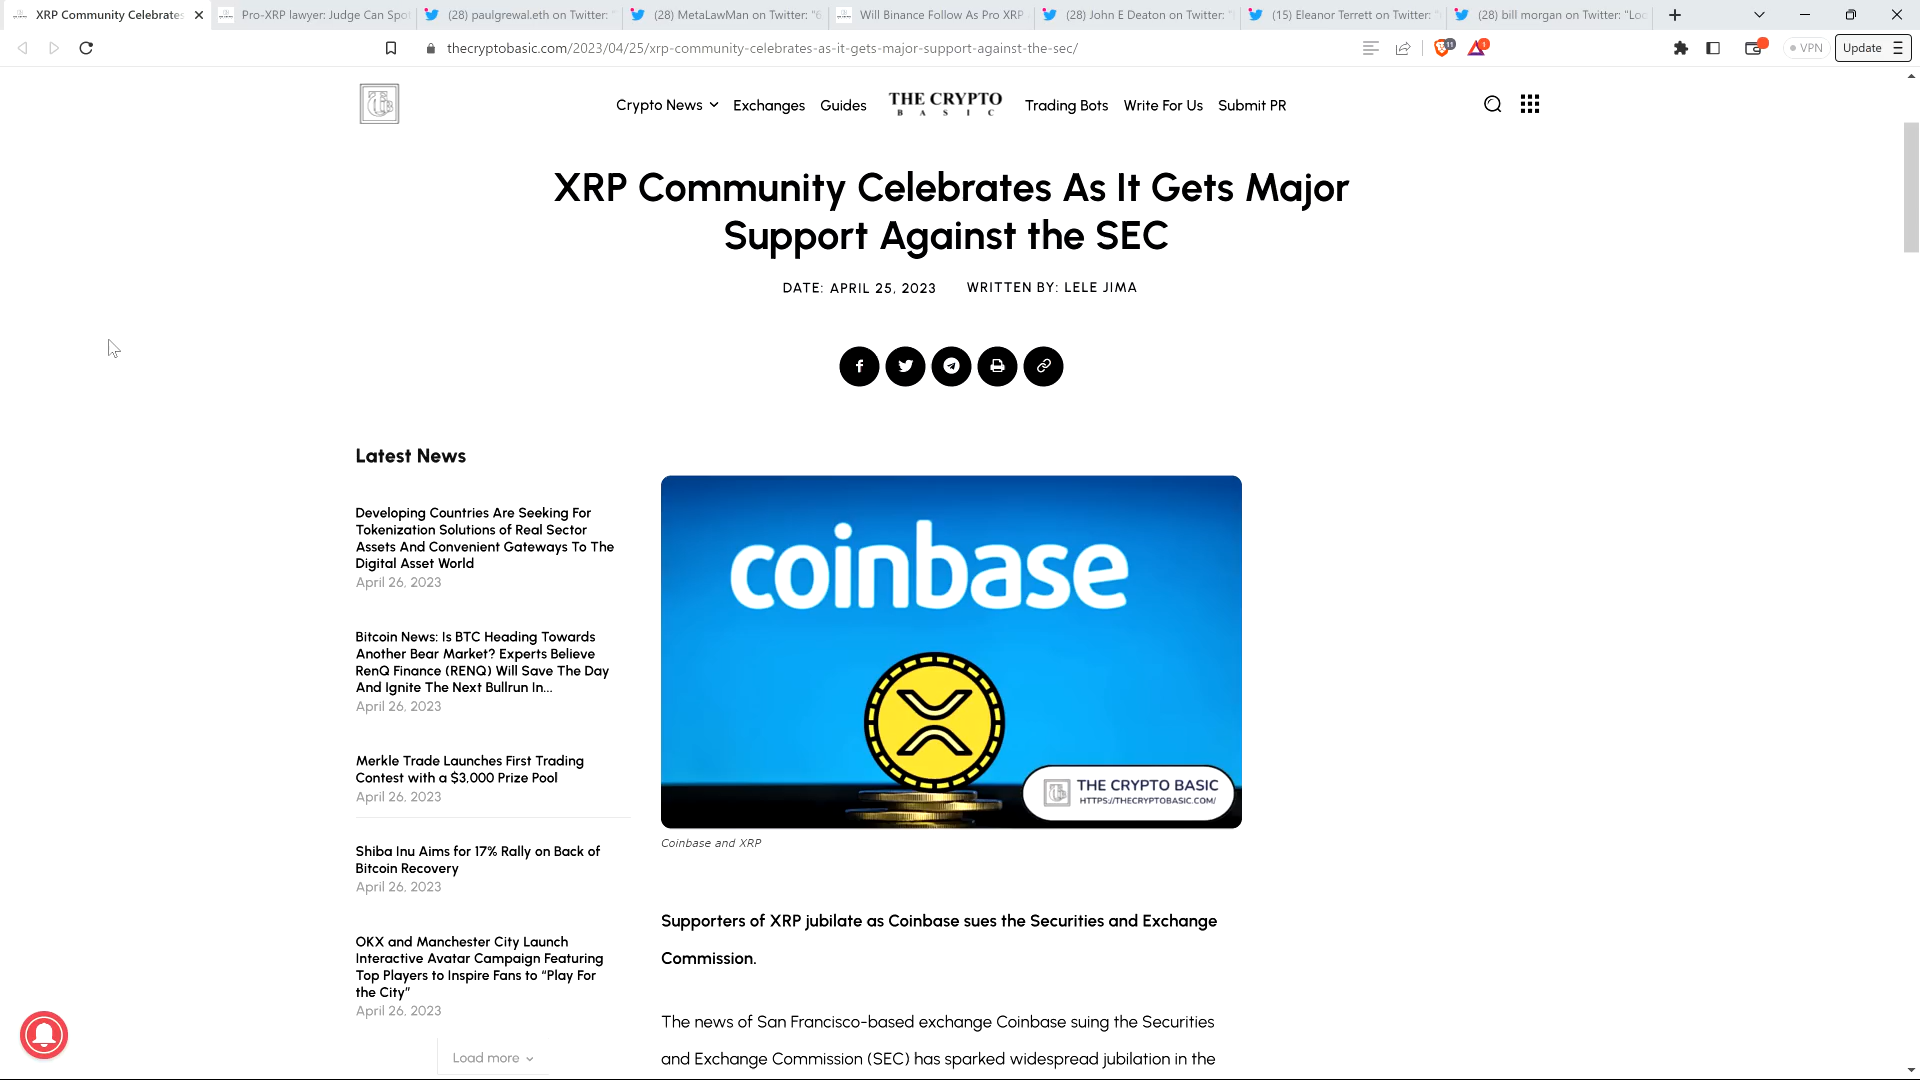 XRP Community Celebrates
Pro-XRP lawyer: Judge Can Spot
(28) paulgrewal.eth on Twitter: "
(28) MetaLawMan on Twitter: "6
Will Binance Follow As Pro XRP
(28) John E Deaton on Twitter: "
(15) Eleanor Terrett on Twitter: "
(28) bill morgan on Twitter: "Loo
thecryptobasic.com/2023/04/25/xrp-community-celebrates-as-it-gets-major-support-against-the-sec/
11
1
VPN
Update
Crypto News
Exchanges
Guides
THE CRYPTO
BASIC
Trading Bots
Write For Us
Submit PR
XRP Community Celebrates As It Gets Major
Support Against the SEC
DATE: APRIL 25, 2023
WRITTEN BY: LELE JIMA
Latest News
Developing Countries Are Seeking For
Tokenization Solutions of Real Sector
Assets And Convenient Gateways To The
Digital Asset World
April 26, 2023
Bitcoin News: Is BTC Heading Towards
Another Bear Market? Experts Believe
RenQ Finance (RENQ) Will Save The Day
And Ignite The Next Bullrun In...
April 26, 2023
Merkle Trade Launches First Trading
Contest with a $3,000 Prize Pool
April 26, 2023
Shiba Inu Aims for 17% Rally on Back of
Bitcoin Recovery
April 26, 2023
OKX and Manchester City Launch
Interactive Avatar Campaign Featuring
Top Players to Inspire Fans to “Play For
the City”
April 26, 2023
Load more
coinbase
THE CRYPTO BASIC
HTTPS://THECRYPTOBASIC.COM/
Coinbase and XRP
Supporters of XRP jubilate as Coinbase sues the Securities and Exchange
Commission.
The news of San Francisco-based exchange Coinbase suing the Securities
and Exchange Commission (SEC) has sparked widespread jubilation in the